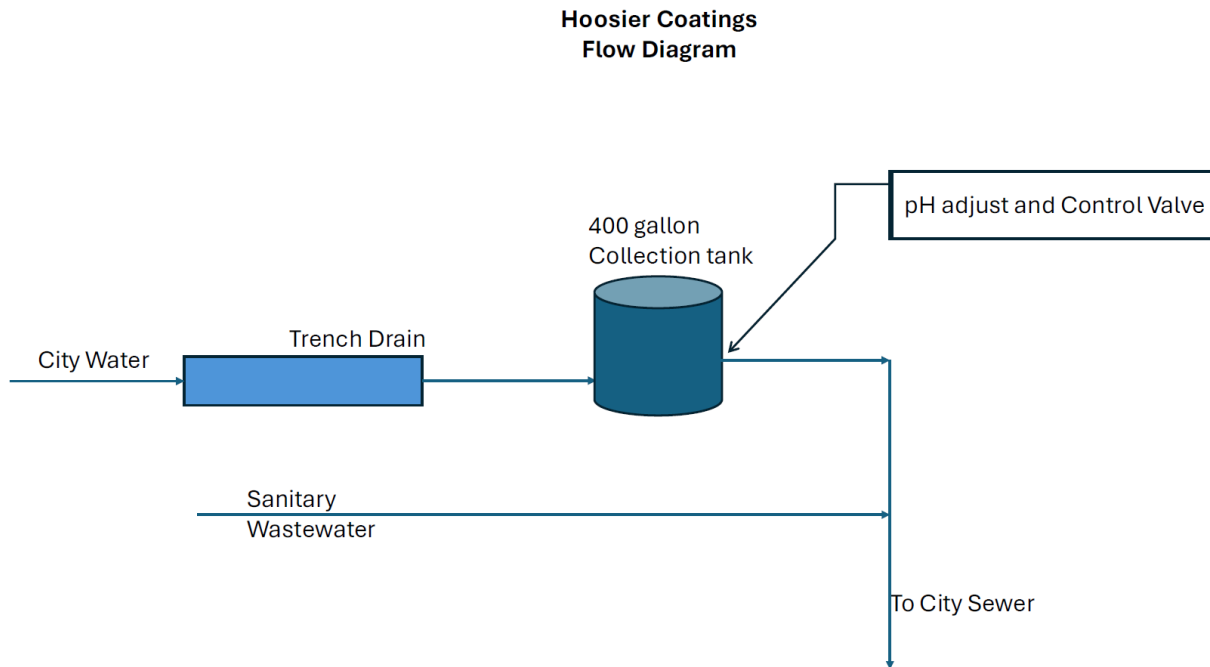 Hoosier Coatings
Flow Diagram
pH adjust and Control Valve
400 gallon
Collection tank
Trench Drain
City Water
Sanitary
Wastewater
To City Sewer